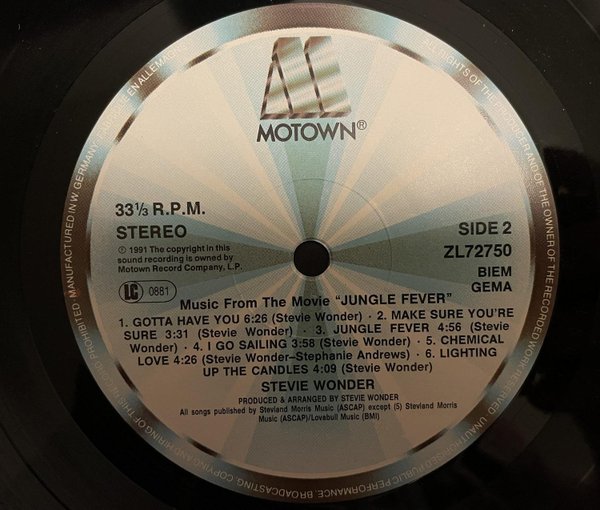 MOTOWN®
33⅓ R.P.M.
STEREO
℗ 1991 The copyright in this
sound recording is owned by
Motown Record Company, L.P.
LC 0881
SIDE 2
ZL72750
BIEM
GEMA
Music From The Movie "JUNGLE FEVER"
1. GOTTA HAVE YOU 6:26 (Stevie Wonder) · 2. MAKE SURE YOU'RE
SURE 3:31 (Stevie Wonder) · 3. JUNGLE FEVER 4:56 (Stevie
Wonder) · 4. I GO SAILING 3:58 (Stevie Wonder) · 5. CHEMICAL
LOVE 4:26 (Stevie Wonder–Stephanie Andrews) · 6. LIGHTING
UP THE CANDLES 4:09 (Stevie Wonder)
STEVIE WONDER
PRODUCED & ARRANGED BY STEVIE WONDER
All songs published by Stevland Morris Music (ASCAP) except (5) Stevland Morris
Music (ASCAP)/Lovabull Music (BMI)
ALL RIGHTS OF THE PRODUCER AND OF THE OWNER OF THE RECORDED WORK RESERVED. UNAUTHORISED PUBLIC PERFORMANCE, BROADCASTING, COPYING AND HIRING OF THIS RECORD PROHIBITED. MANUFACTURED IN W. GERMANY
EN ALLEMAGNE